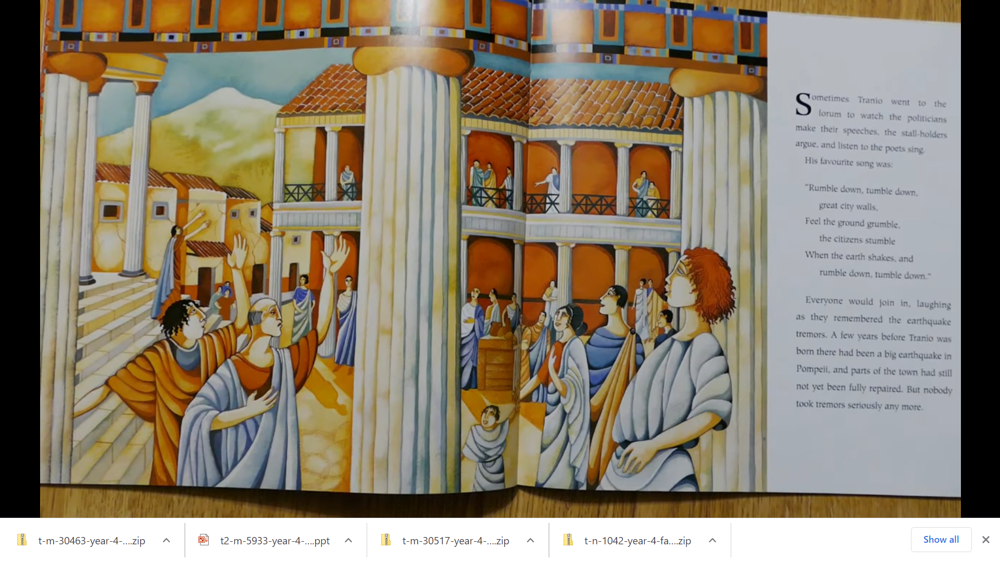 Sometimes Tranio went to the
forum to watch the politicians
make their speeches, the stall-holders
argue, and listen to the poets sing.
His favourite song was:
"Rumble down, tumble down,
great city walls,
Feel the ground grumble,
the citizens stumble
When the earth shakes, and
rumble down, tumble down."
Everyone would join in, laughing
as they remembered the earthquake
tremors. A few years before Tranio was
born there had been a big earthquake in
Pompeii, and parts of the town had still
not yet been fully repaired. But nobody
took tremors seriously any more.
t-m-30463-year-4-....zip
t2-m-5933-year-4-....ppt
t-m-30517-year-4-....zip
t-n-1042-year-4-fa....zip
Show all